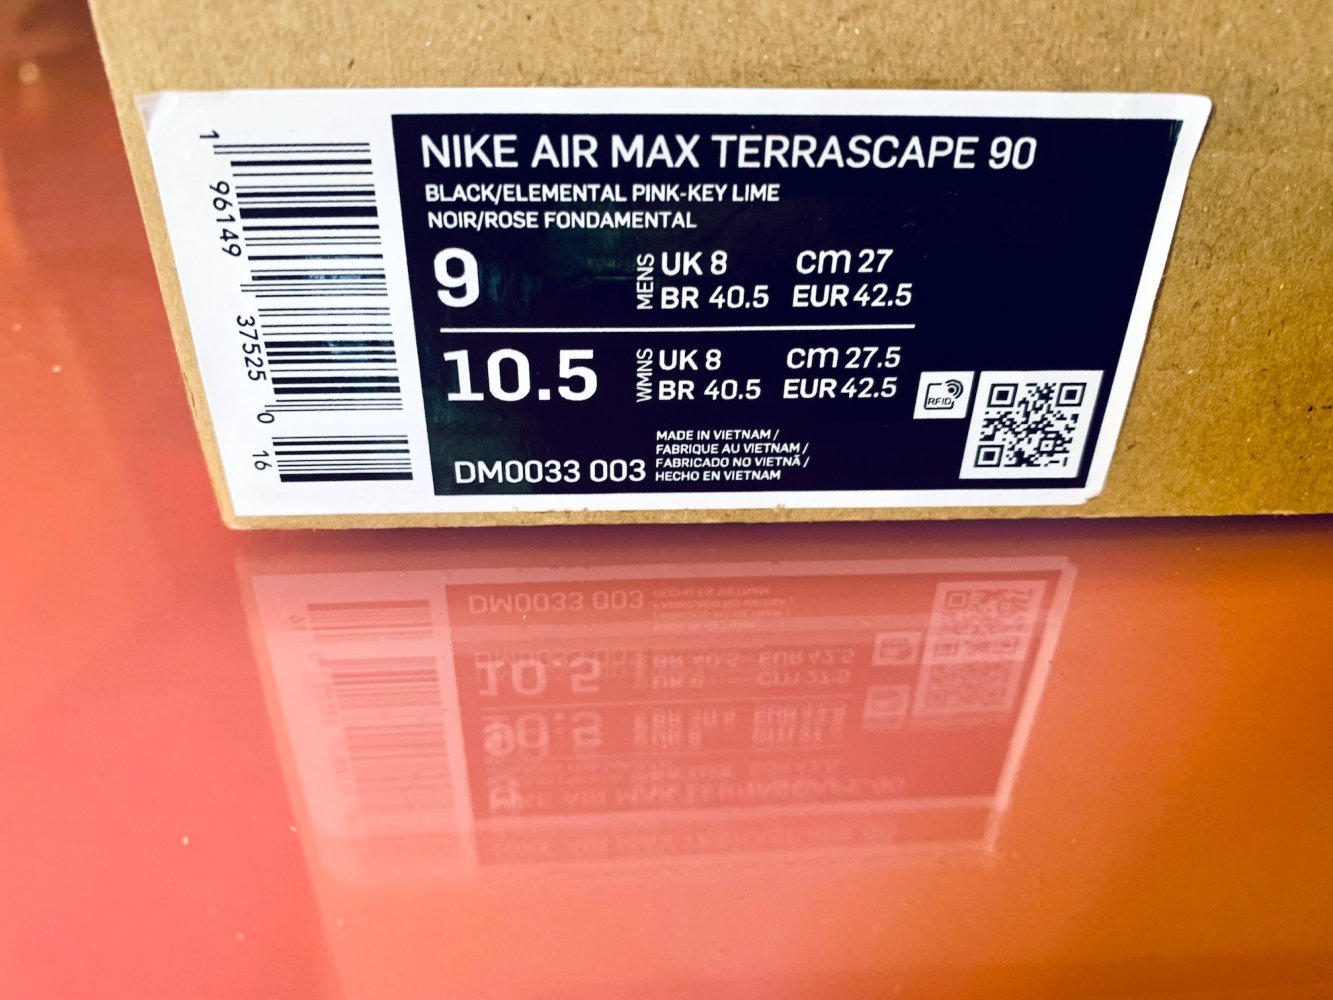 NIKE AIR MAX TERRASCAPE 90
BLACK/ELEMENTAL PINK-KEY LIME
NOIR/ROSE FONDAMENTAL
9 MENS UK 8 cm 27
BR 40.5 EUR 42.5
10.5 WMNS UK 8 cm 27.5
BR 40.5 EUR 42.5
RFID
MADE IN VIETNAM /
FABRIQUE AU VIETNAM /
FABRICADO NO VIETNÃ /
HECHO EN VIETNAM
DM0033 003
1 96149 37525 0 16